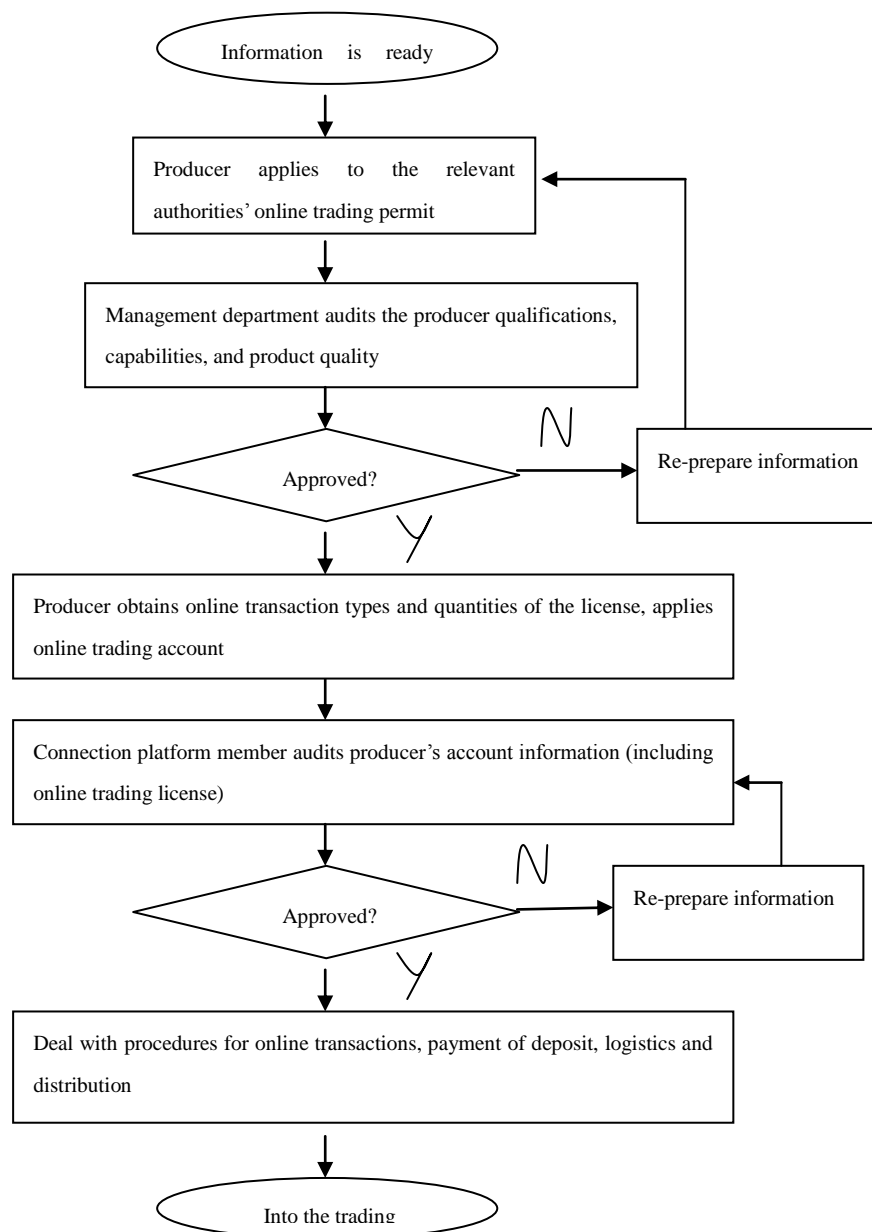 Information is ready
Producer applies to the relevant
authorities’ online trading permit
Management department audits the producer qualifications,
capabilities, and product quality
N
Approved?
Re-prepare information
Y
Producer obtains online transaction types and quantities of the license, applies
online trading account
Connection platform member audits producer’s account information (including
online trading license)
N
Approved?
Re-prepare information
Y
Deal with procedures for online transactions, payment of deposit, logistics and
distribution
Into the trading